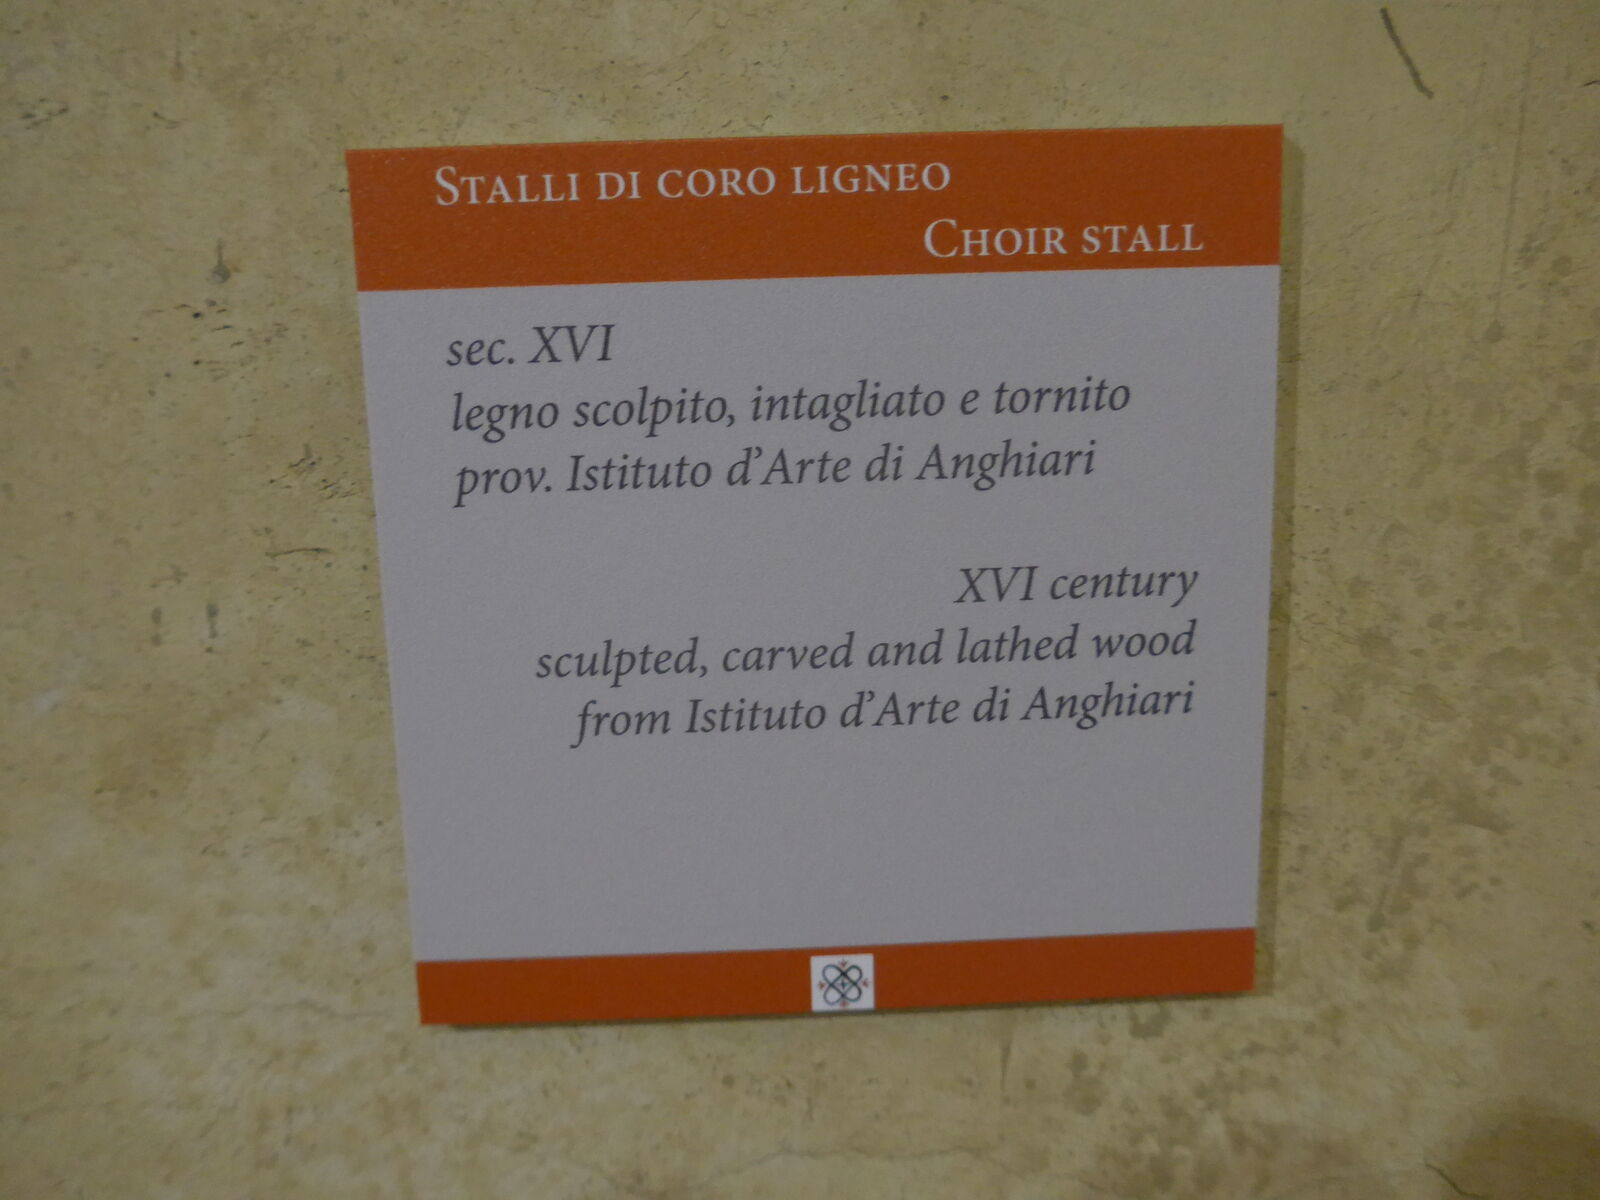 STALLI DI CORO LIGNEO
CHOIR STALL
sec. XVI
legno scolpito, intagliato e tornito
prov. Istituto d'Arte di Anghiari
XVI century
sculpted, carved and lathed wood
from Istituto d'Arte di Anghiari